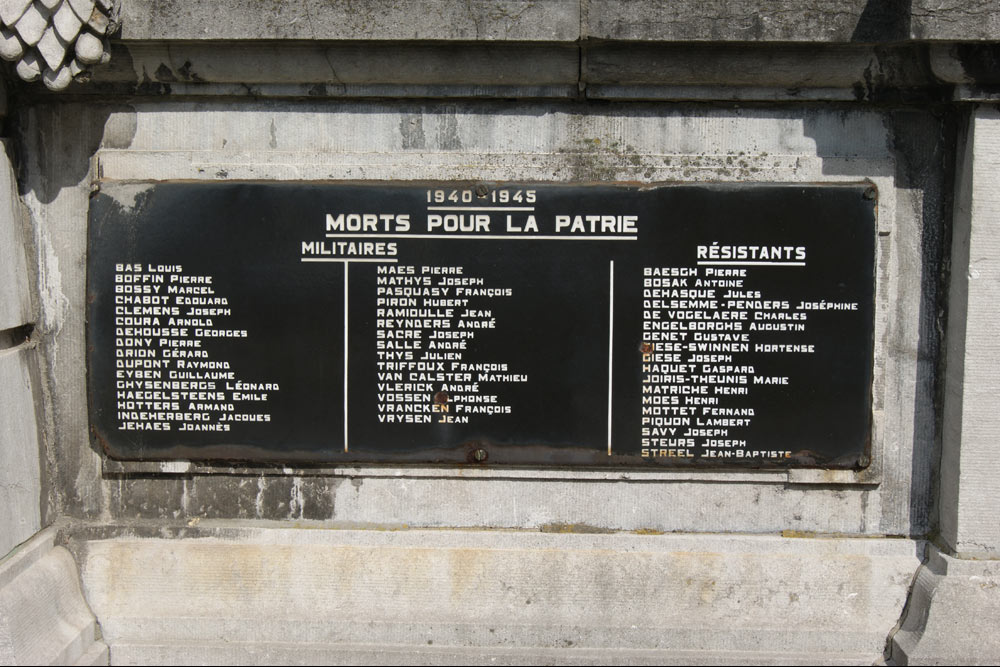 1940-1945
MORTS POUR LA PATRIE
MILITAIRES
BAS LOUIS
BOFFIN PIERRE
BOSSY MARCEL
CHABOT EDOUARD
CLEMENS JOSEPH
COURA ARNOLD
DEHOUSSE GEORGES
DONY PIERRE
DRION GÉRARD
DUPONT RAYMOND
EYBEN GUILLAUME
GHYSENBERGS LÉONARD
HAEGELSTEENS EMILE
HOTTERS ARMAND
INDEHERBERG JACQUES
JEHAES JOANNÈS
MAES PIERRE
MATHYS JOSEPH
PASQUASY FRANÇOIS
PIRON HUBERT
RAMIOULLE JEAN
REYNDERS ANDRÉ
SACRE JOSEPH
SALLE ANDRÉ
THYS JULIEN
TRIFFOUX FRANÇOIS
VAN CALSTER MATHIEU
VLERICK ANDRÉ
VOSSEN ALPHONSE
VRANCKEN FRANÇOIS
VRYSEN JEAN
RÉSISTANTS
BAESCH PIERRE
BOSAK ANTOINE
DEHASQUE JULES
DELSEMME-PENDERS JOSÉPHINE
DE VOGELAERE CHARLES
ENGELBORGHS AUGUSTIN
GENET GUSTAVE
GIESE-SWINNEN HORTENSE
GIESE JOSEPH
HAQUET GASPARD
JOIRIS-THEUNIS MARIE
MATRICHE HENRI
MOES HENRI
MOTTET FERNAND
PIQUON LAMBERT
SAVY JOSEPH
STEURS JOSEPH
STREEL JEAN-BAPTISTE